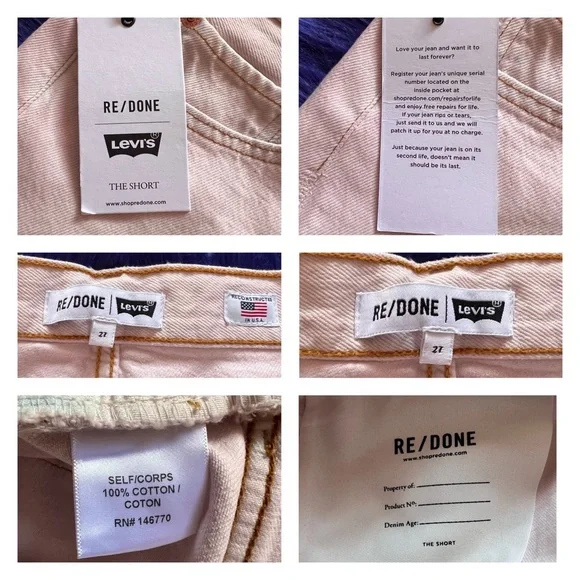 RE/DONE
LEVI'S
THE SHORT
www.shopredone.com
Love your jean and want it to
last forever?
Register your jean's unique serial
number located on the
inside pocket at
shopredone.com/repairsforlife
and enjoy free repairs for life.
If your jean rips or tears,
just send it to us and we will
patch it up for you at no charge.
Just because your jean is on its
second life, doesn't mean it
should be its last.
RE/DONE LEVI'S
27
RECONSTRUCTED
IN U.S.A.
RE/DONE LEVI'S
27
SELF/CORPS
100% COTTON /
COTON
RN# 146770
RE/DONE
www.shopredone.com
Property of:
Product Nº:
Denim Age:
THE SHORT